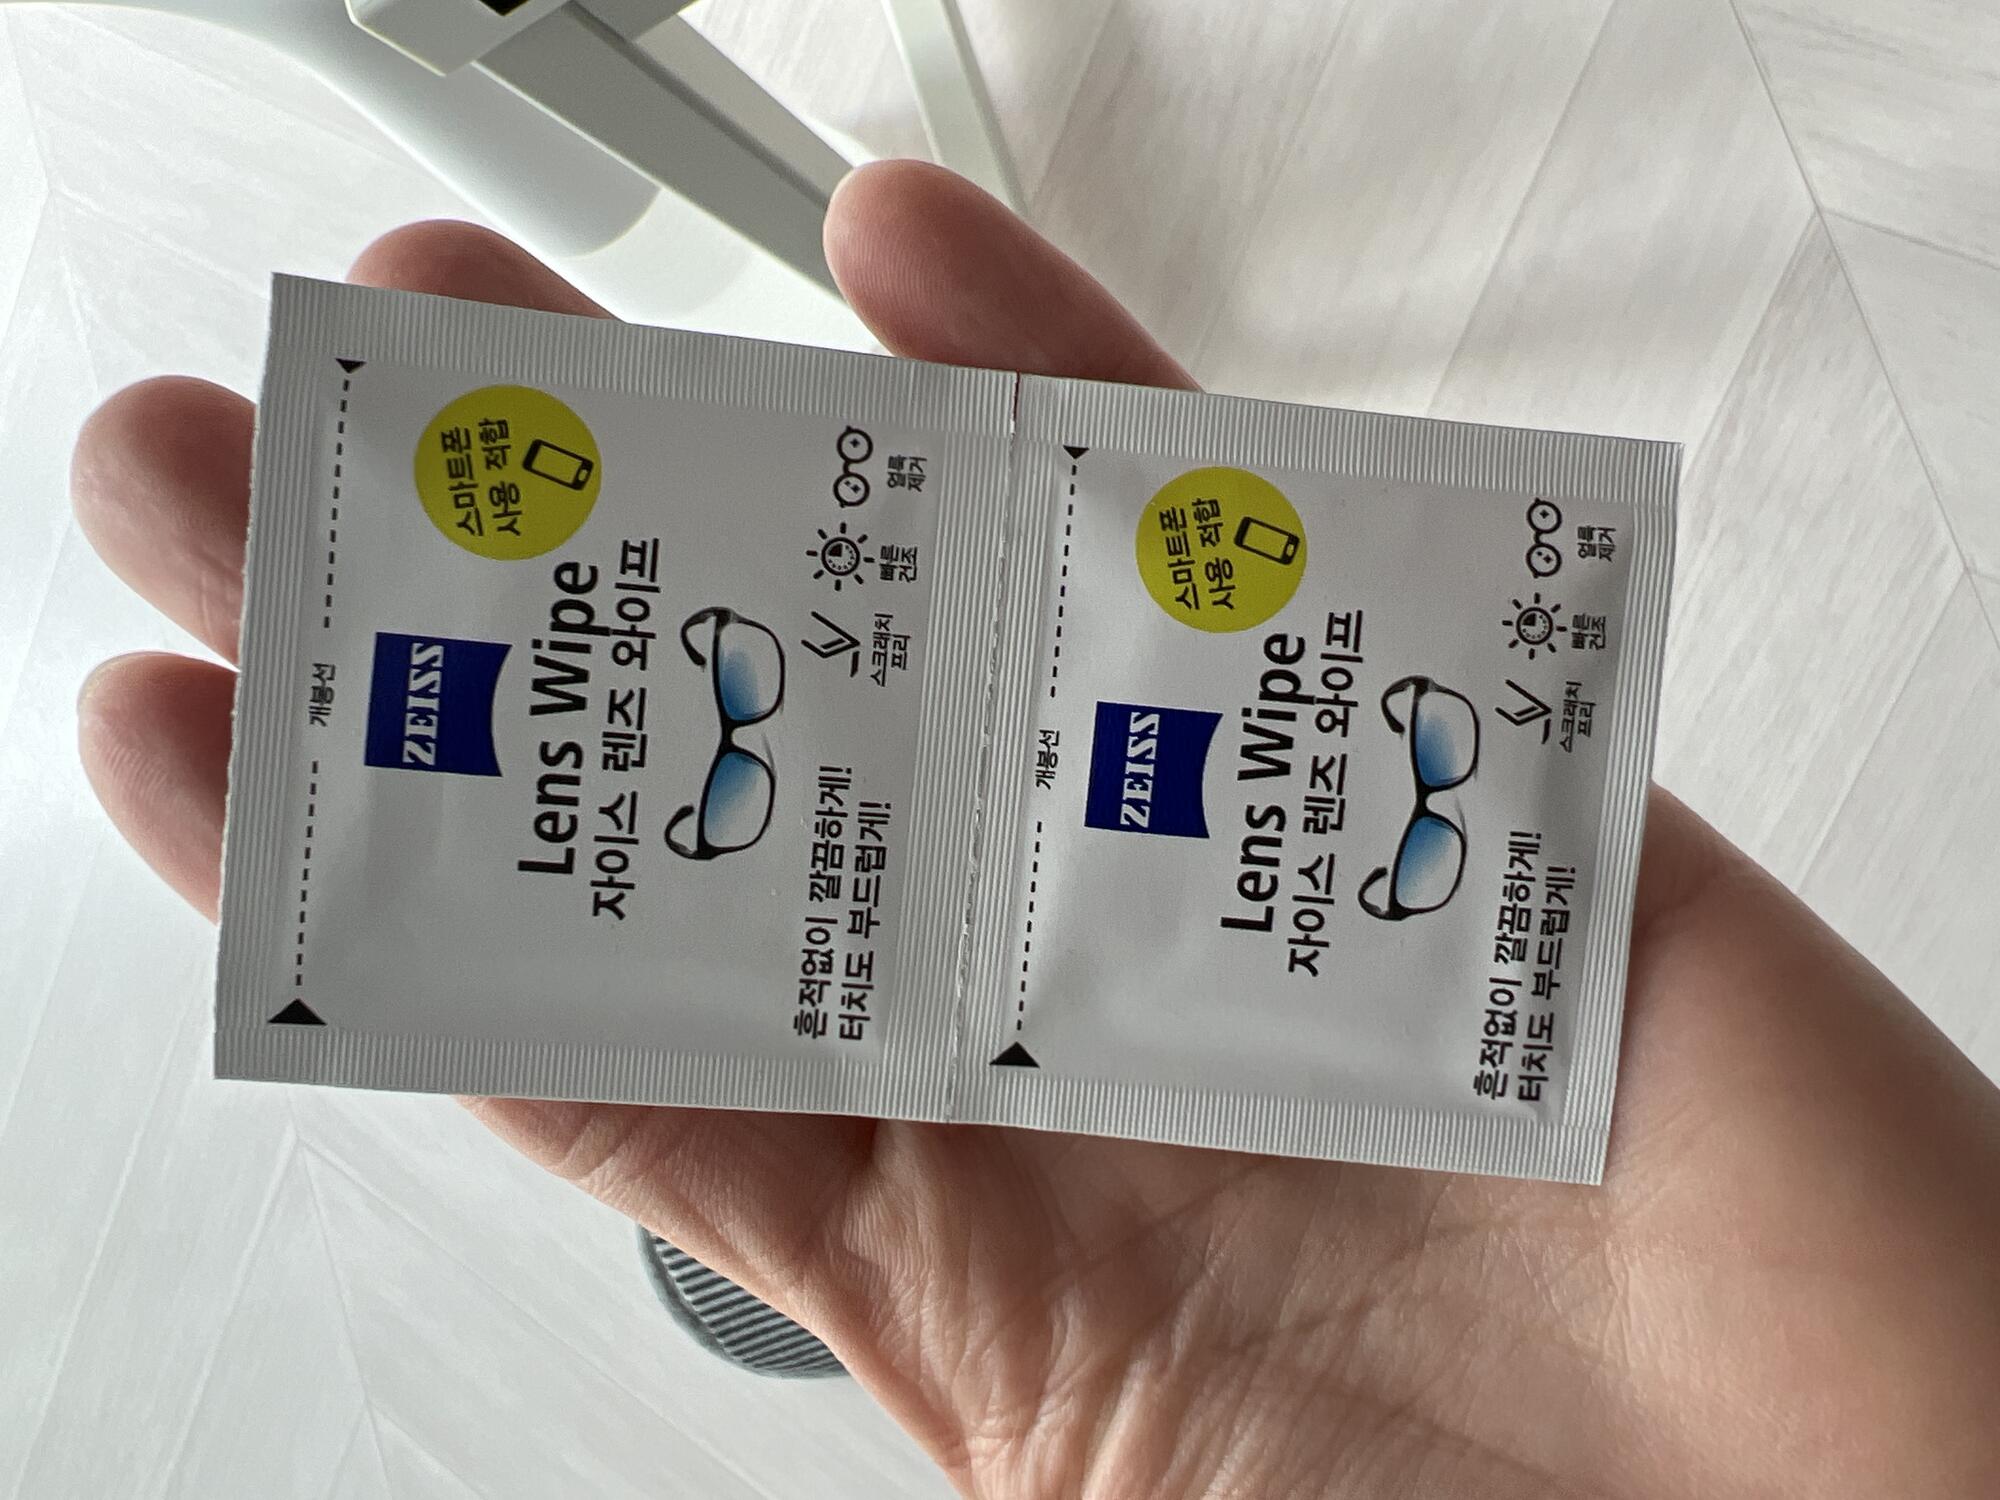 개봉선
ZEISS
스마트폰
사용 적합
Lens Wipe
자이스 렌즈 와이프
흔적없이 깔끔하게!
터치도 부드럽게!
스크래치
프리
빠른
건조
얼룩
제거
개봉선
ZEISS
스마트폰
사용 적합
Lens Wipe
자이스 렌즈 와이프
흔적없이 깔끔하게!
터치도 부드럽게!
스크래치
프리
빠른
건조
얼룩
제거